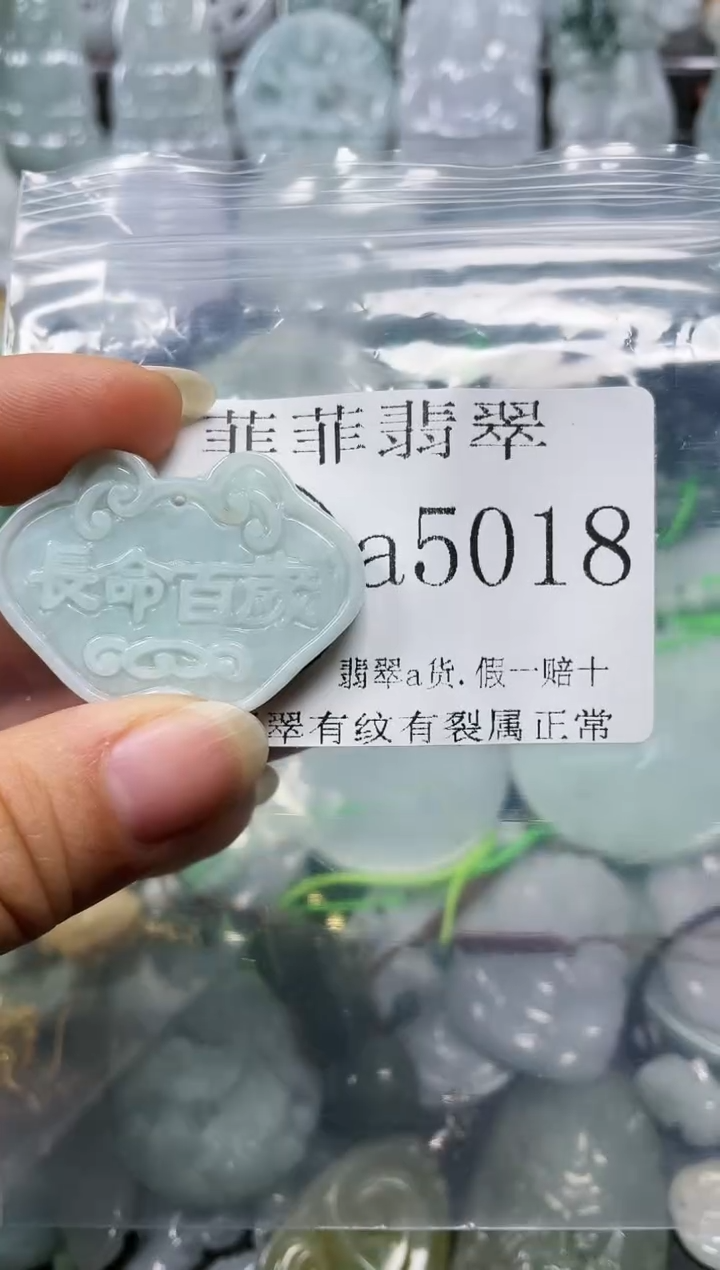 菲菲翡翠
a5018
長命百歲
翡翠a货.假一赔十
翠有纹有裂属正常